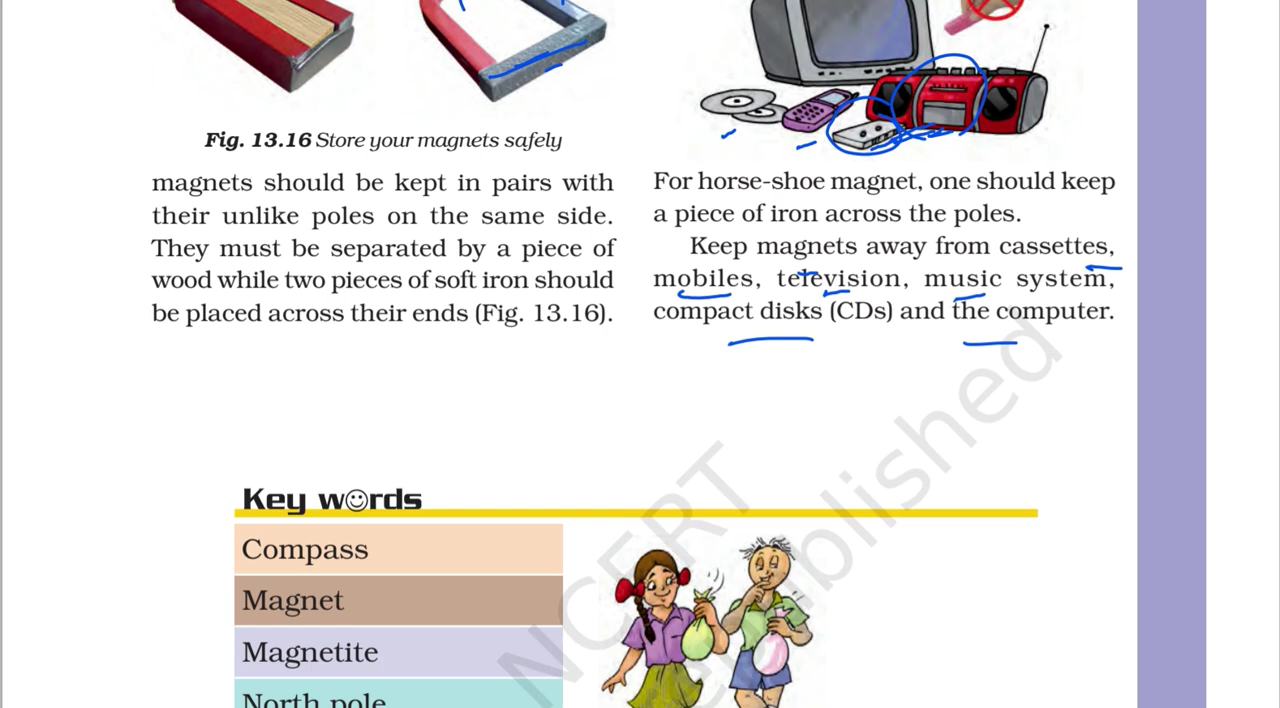 Fig. 13.16 Store your magnets safely
magnets should be kept in pairs with
their unlike poles on the same side.
They must be separated by a piece of
wood while two pieces of soft iron should
be placed across their ends (Fig. 13.16).
For horse-shoe magnet, one should keep
a piece of iron across the poles.
Keep magnets away from cassettes,
mobiles, television, music system,
compact disks (CDs) and the computer.
Key words
Compass
Magnet
Magnetite
North pole
NCERT